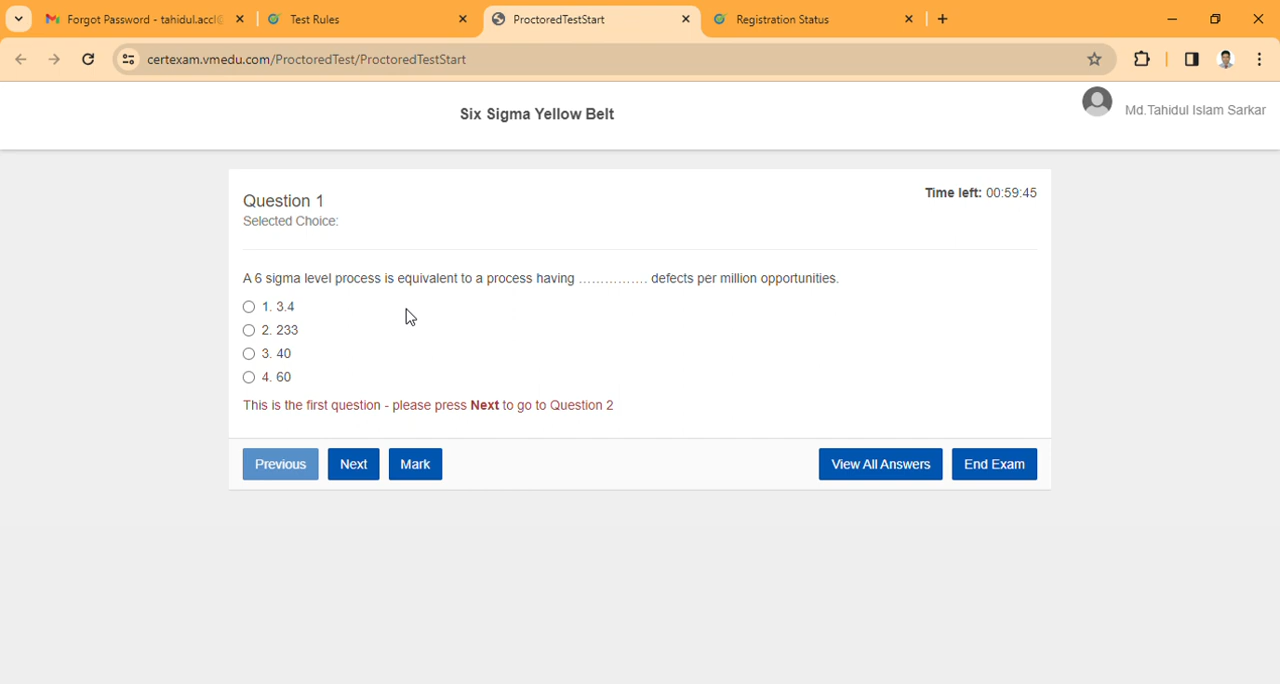 Forgot Password - tahidul.accl@
Test Rules
ProctoredTestStart
Registration Status
certexam.vmedu.com/ProctoredTest/ProctoredTestStart
Six Sigma Yellow Belt
Md.Tahidul Islam Sarkar
Question 1
Time left: 00:59:45
Selected Choice:
A 6 sigma level process is equivalent to a process having …………… defects per million opportunities.
1. 3.4
2. 233
3. 40
4. 60
This is the first question - please press Next to go to Question 2
Previous
Next
Mark
View All Answers
End Exam